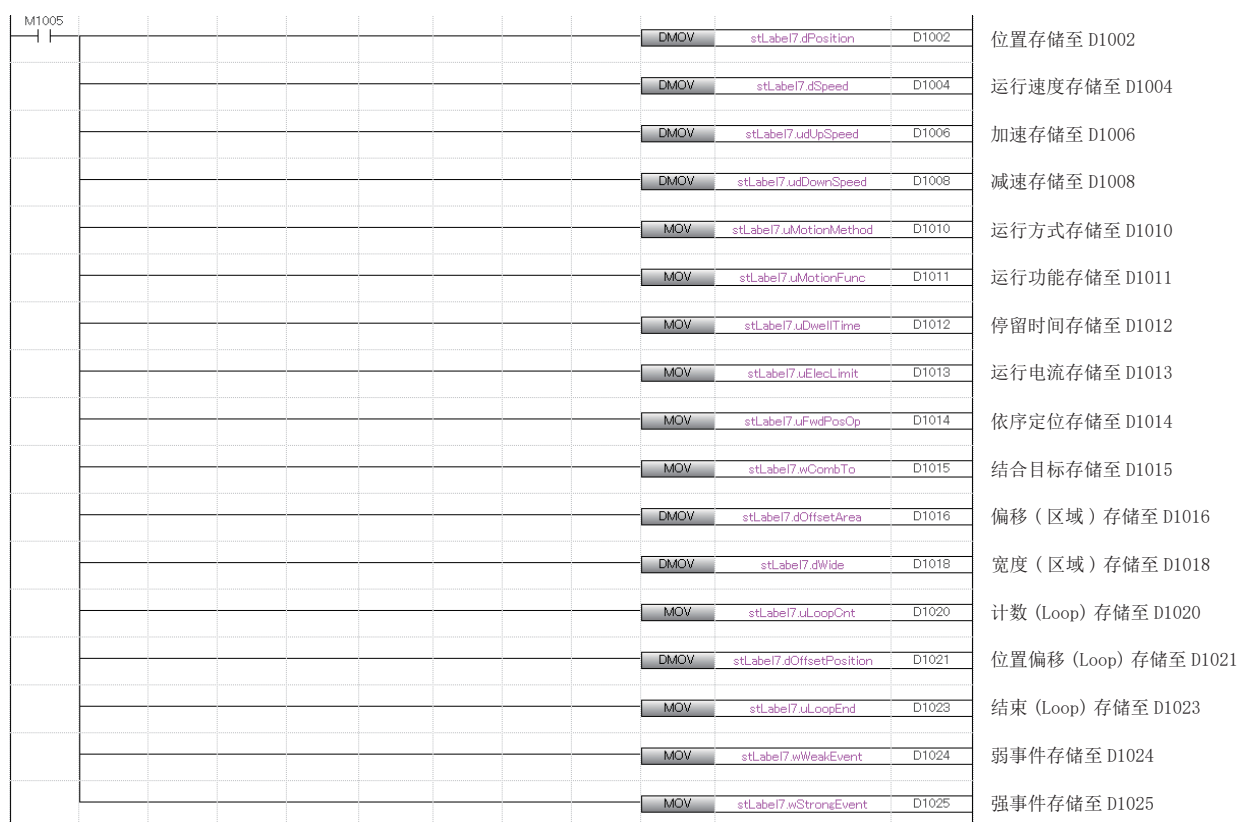 M1005
DMOV stLabel7.dPosition D1002 位置存储至 D1002
DMOV stLabel7.dSpeed D1004 运行速度存储至 D1004
DMOV stLabel7.udUpSpeed D1006 加速存储至 D1006
DMOV stLabel7.udDownSpeed D1008 减速存储至 D1008
MOV stLabel7.uMotionMethod D1010 运行方式存储至 D1010
MOV stLabel7.uMotionFunc D1011 运行功能存储至 D1011
MOV stLabel7.uDwellTime D1012 停留时间存储至 D1012
MOV stLabel7.uElecLimit D1013 运行电流存储至 D1013
MOV stLabel7.uFwdPosOp D1014 依序定位存储至 D1014
MOV stLabel7.wCombTo D1015 结合目标存储至 D1015
DMOV stLabel7.dOffsetArea D1016 偏移 ( 区域 ) 存储至 D1016
DMOV stLabel7.dWide D1018 宽度 ( 区域 ) 存储至 D1018
MOV stLabel7.uLoopCnt D1020 计数 (Loop) 存储至 D1020
DMOV stLabel7.dOffsetPosition D1021 位置偏移 (Loop) 存储至 D1021
MOV stLabel7.uLoopEnd D1023 结束 (Loop) 存储至 D1023
MOV stLabel7.wWeakEvent D1024 弱事件存储至 D1024
MOV stLabel7.wStrongEvent D1025 强事件存储至 D1025